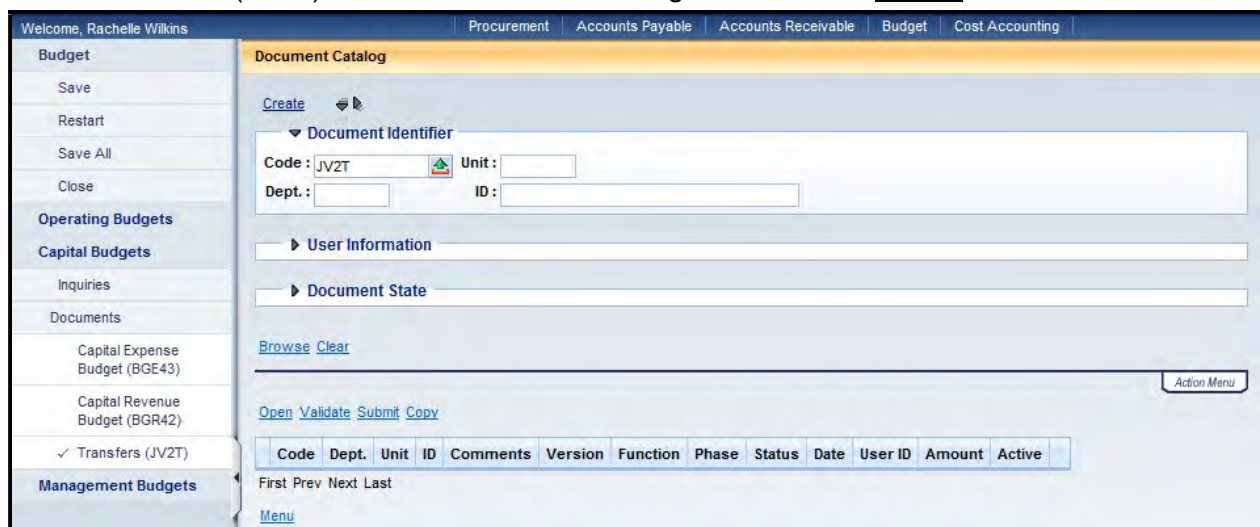 Welcome, Rachelle Wilkins
Procurement Accounts Payable Accounts Receivable Budget Cost Accounting
Budget
Save
Restart
Save All
Close
Operating Budgets
Capital Budgets
Inquiries
Documents
Capital Expense
Budget (BGE43)
Capital Revenue
Budget (BGR42)
Transfers (JV2T)
Management Budgets
Document Catalog
Create
Document Identifier
Code : JV2T Unit :
Dept. : ID :
User Information
Document State
Browse Clear
Action Menu
Open Validate Submit Copy
Code Dept. Unit ID Comments Version Function Phase Status Date User ID Amount Active
First Prev Next Last
Menu